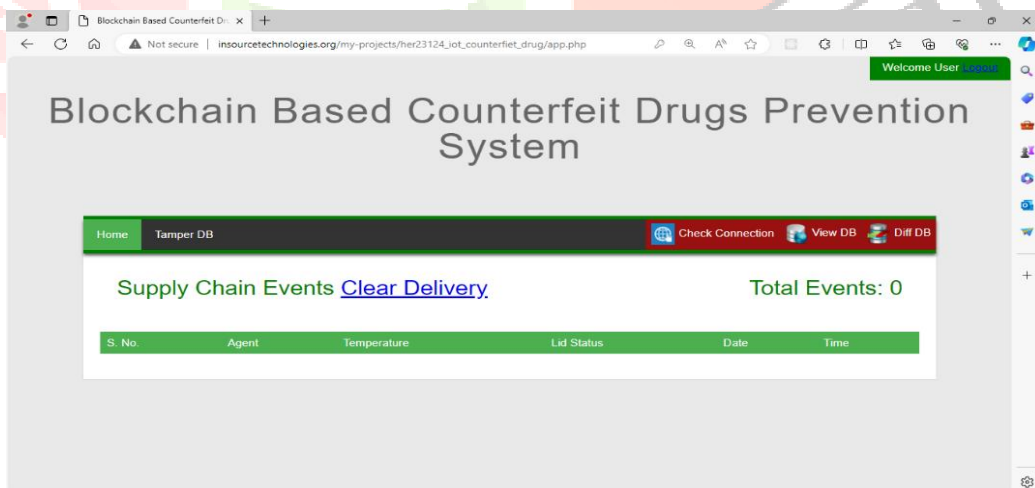 Blockchain Based Counterfeit Dr
Not secure | insourcetechnologies.org/my-projects/her23124_iot_counterfiet_drug/app.php
Welcome User Logout
Blockchain Based Counterfeit Drugs Prevention
System
Home Tamper DB Check Connection View DB Diff DB
Supply Chain Events Clear Delivery Total Events: 0
S. No. Agent Temperature Lid Status Date Time